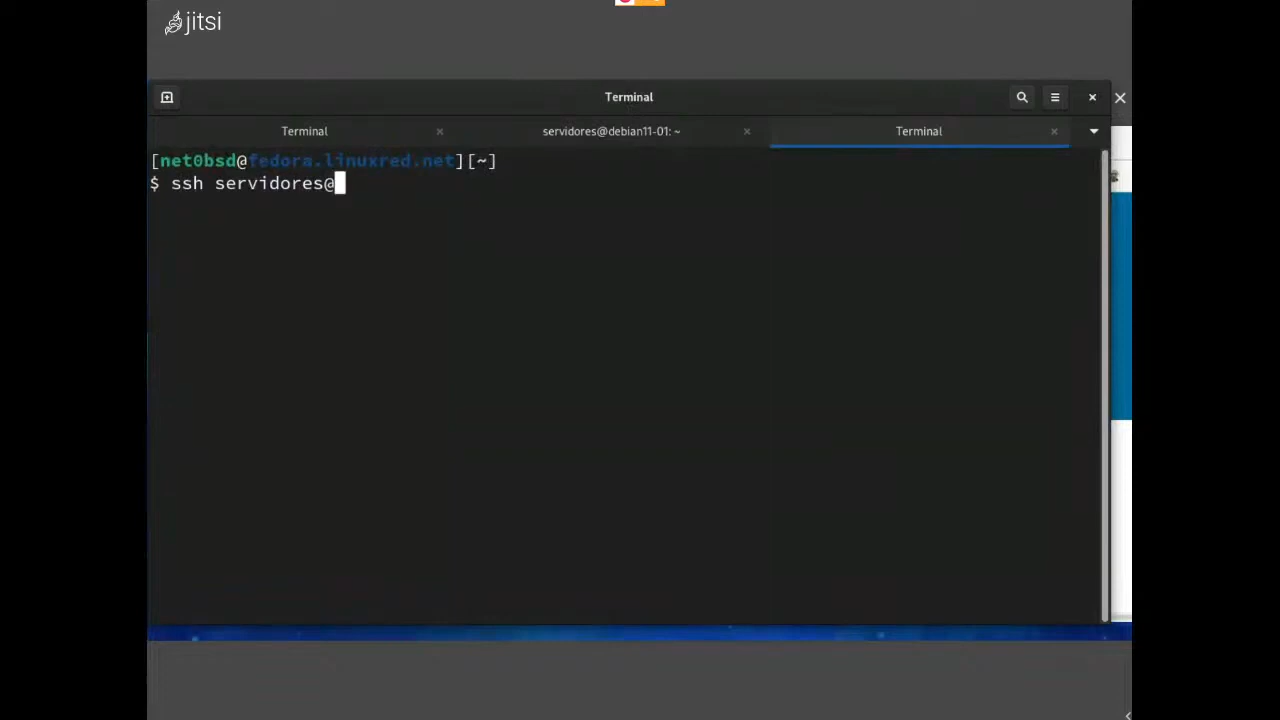 jitsi
Terminal
Terminal servidores@debian11-01: ~ Terminal
[net0bsd@fedora.linuxred.net][~]
$ ssh servidores@